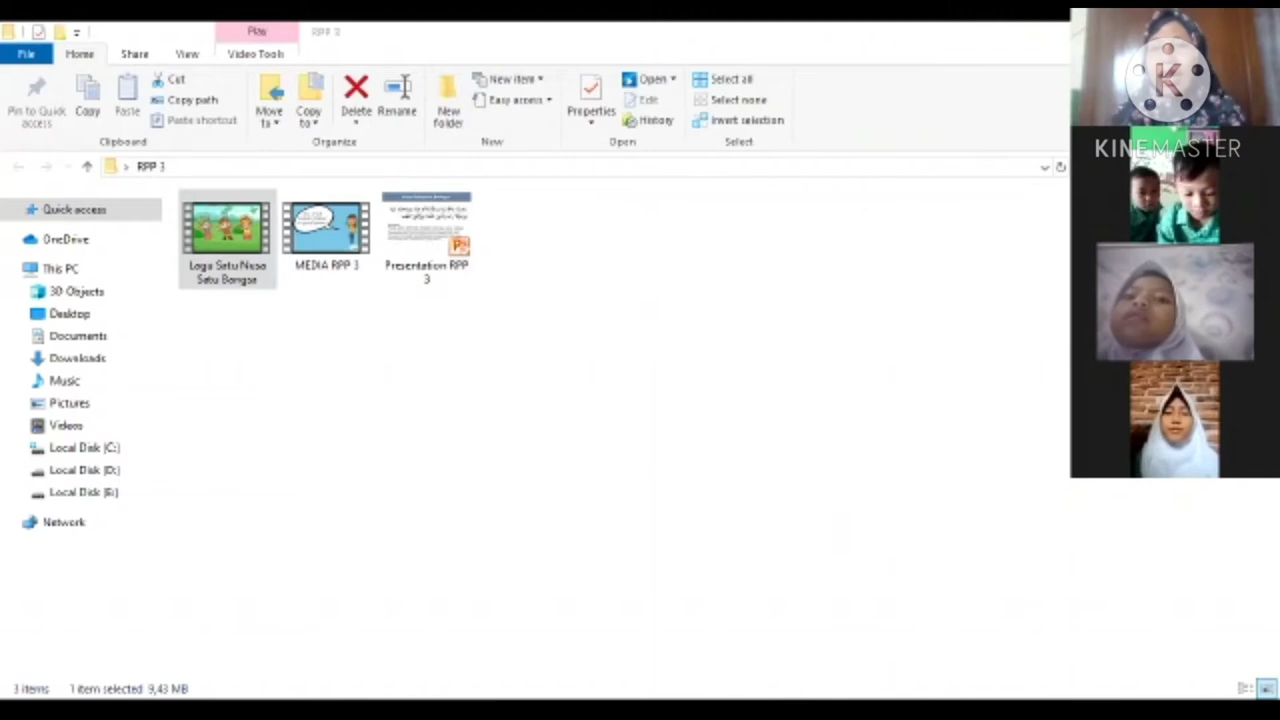 Play
RPP 3
File
Home
Share
View
Video Tools
Pin to Quick access
Copy
Paste
Cut
Copy path
Paste shortcut
Move to
Copy to
Delete
Rename
New folder
New item
Easy access
Properties
Open
Edit
History
Select all
Select none
Invert selection
Clipboard
Organize
New
Open
Select
RPP 3
Quick access
OneDrive
This PC
3D Objects
Desktop
Documents
Downloads
Music
Pictures
Videos
Local Disk (C:)
Local Disk (D:)
Local Disk (E:)
Network
Lagu Satu Nusa
Satu Bangsa
MEDIA RPP 3
Presentation RPP
3
3 items
1 item selected 9,43 MB
K
KINEMASTER